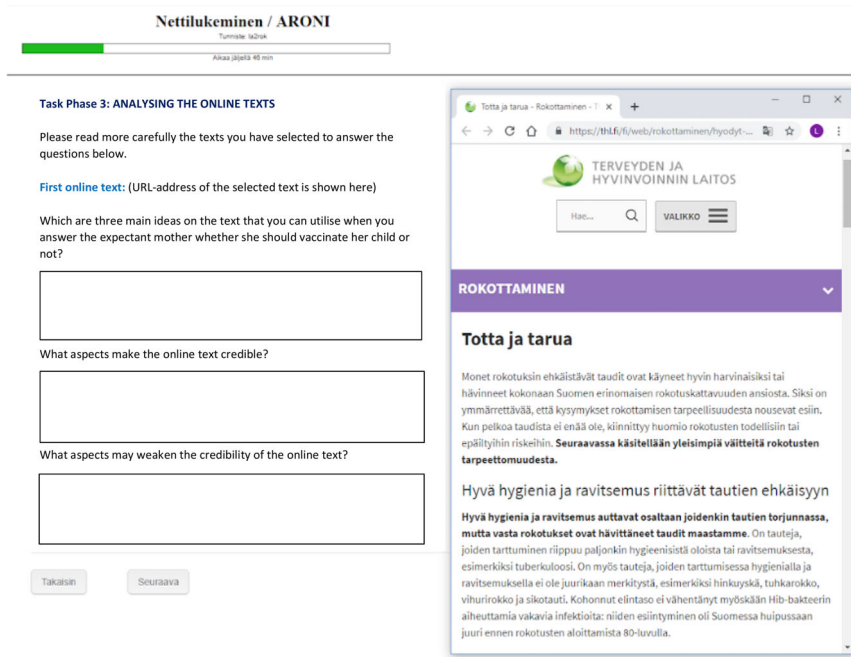 Nettilukeminen / ARONI
Tunniste: la2rok
Aikaa jäljellä 46 min
Task Phase 3: ANALYSING THE ONLINE TEXTS
Please read more carefully the texts you have selected to answer the
questions below.
First online text: (URL-address of the selected text is shown here)
Which are three main ideas on the text that you can utilise when you
answer the expectant mother whether she should vaccinate her child or
not?
What aspects make the online text credible?
What aspects may weaken the credibility of the online text?
Takaisin
Seuraava
Totta ja tarua - Rokottaminen - T
https://thl.fi/fi/web/rokottaminen/hyodyt-...
L
TERVEYDEN JA
HYVINVOINNIN LAITOS
Hae...
VALIKKO
ROKOTTAMINEN
Totta ja tarua
Monet rokotuksin ehkäistävät taudit ovat käyneet hyvin harvinaisiksi tai
hävinneet kokonaan Suomen erinomaisen rokotuskattavuuden ansiosta. Siksi on
ymmärrettävää, että kysymykset rokottamisen tarpeellisuudesta nousevat esiin.
Kun pelkoa taudista ei enää ole, kiinnittyy huomio rokotusten todellisiin tai
epäiltyihin riskeihin. Seuraavassa käsitellään yleisimpiä väitteitä rokotusten
tarpeettomuudesta.
Hyvä hygienia ja ravitsemus riittävät tautien ehkäisyyn
Hyvä hygienia ja ravitsemus auttavat osaltaan joidenkin tautien torjunnassa,
mutta vasta rokotukset ovat hävittäneet taudit maastamme. On tauteja,
joiden tarttuminen riippuu paljonkin hygieenisistä oloista tai ravitsemuksesta,
esimerkiksi tuberkuloosi. On myös tauteja, joiden tarttumisessa hygienialla ja
ravitsemuksella ei ole juurikaan merkitystä, esimerkiksi hinkuyskä, tuhkarokko,
vihurirokko ja sikotauti. Kohonnut elintaso ei vähentänyt myöskään Hib-bakteerin
aiheuttamia vakavia infektioita: niiden esiintyminen oli Suomessa huipussaan
juuri ennen rokotusten aloittamista 80-luvulla.